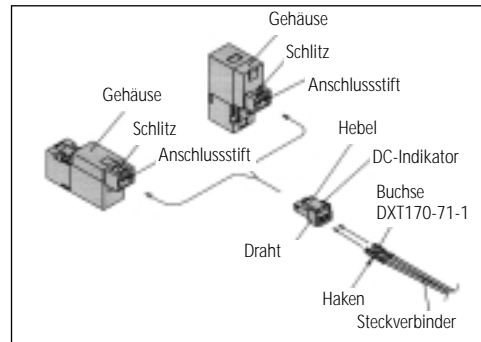 Gehäuse
Schlitz
Anschlussstift
Gehäuse
Schlitz
Anschlussstift
Hebel
DC-Indikator
Buchse
DXT170-71-1
Draht
Haken
Steckverbinder